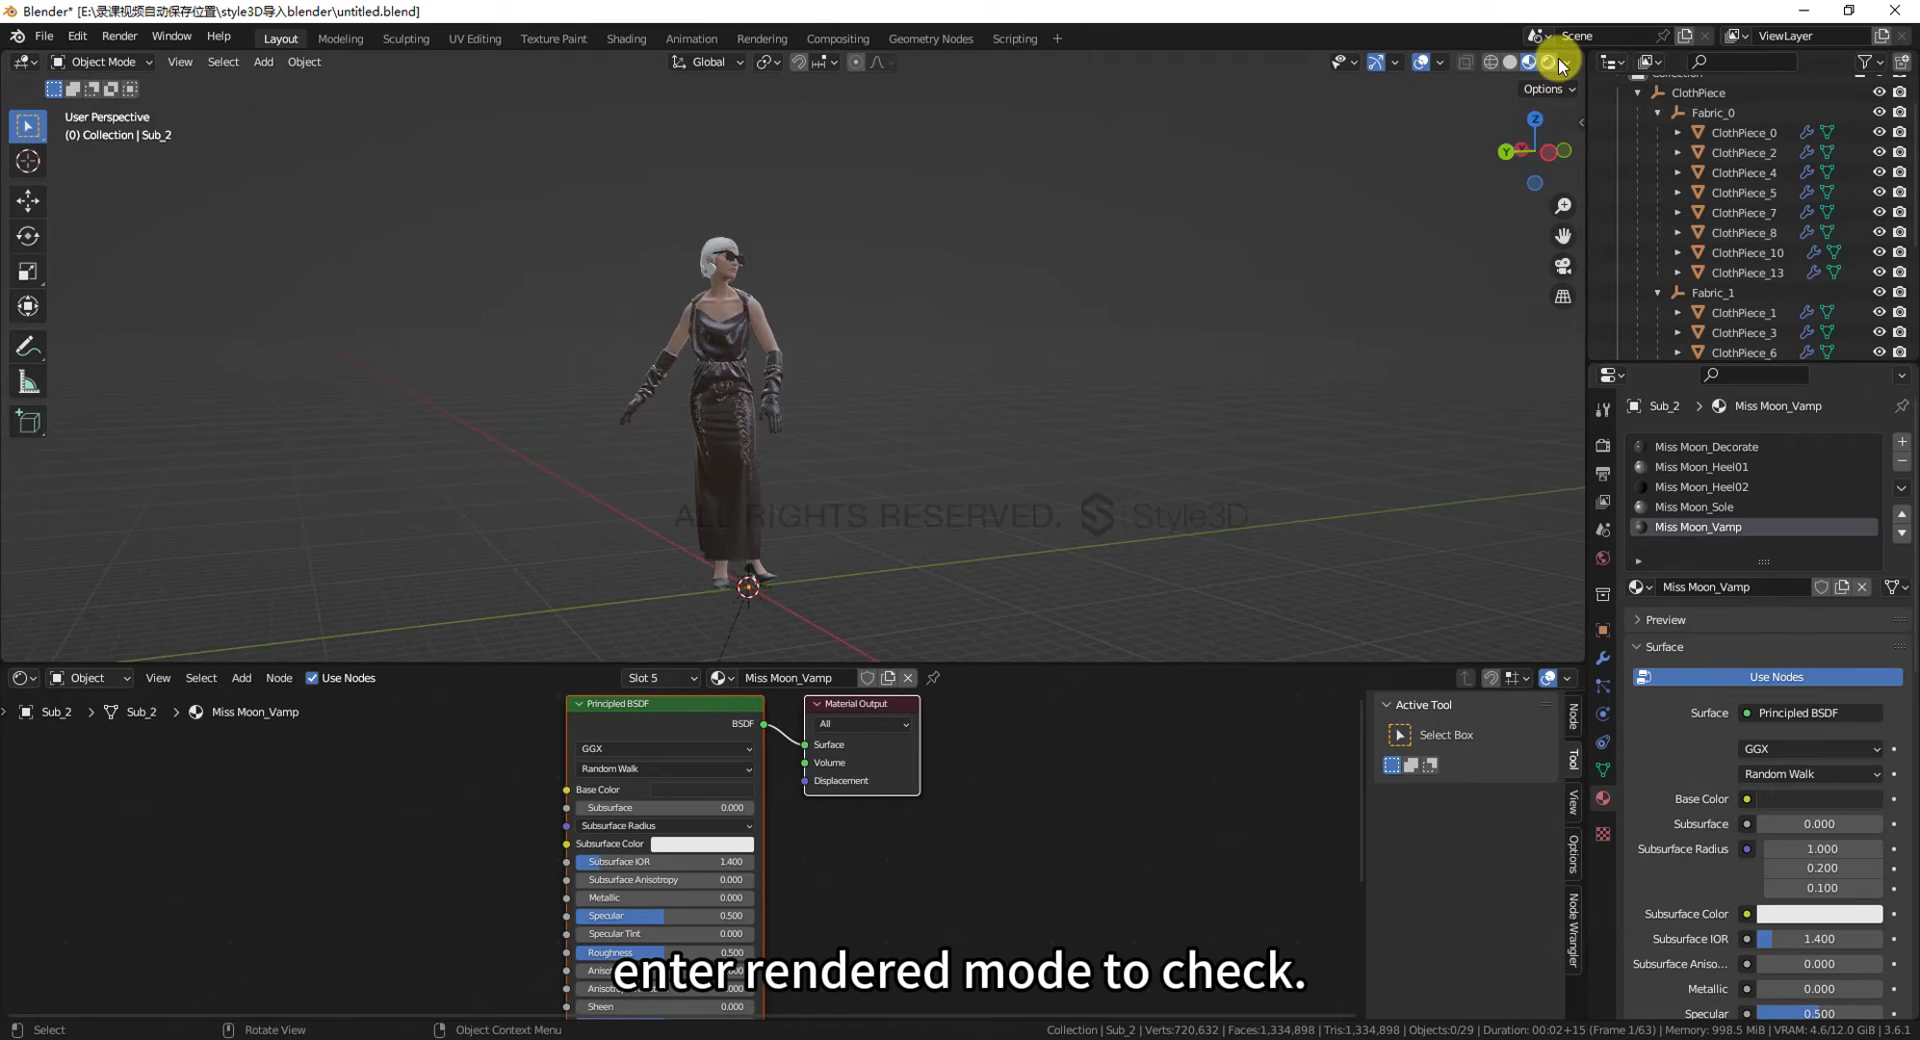 Blender* [E:\录课视频自动保存位置\style3D导入blender\untitled.blend]
File Edit Render Window Help
Layout Modeling Sculpting UV Editing Texture Paint Shading Animation Rendering Compositing Geometry Nodes Scripting +
Scene
ViewLayer
Object Mode View Select Add Object
Global
Options
User Perspective
(0) Collection | Sub_2
Z
Y
Collection
ClothPiece
Fabric_0
ClothPiece_0
ClothPiece_2
ClothPiece_4
ClothPiece_5
ClothPiece_7
ClothPiece_8
ClothPiece_10
ClothPiece_13
Fabric_1
ClothPiece_1
ClothPiece_3
ClothPiece_6
ALL RIGHTS RESERVED. Style3D
Sub_2 > Miss Moon_Vamp
Miss Moon_Decorate
Miss Moon_Heel01
Miss Moon_Heel02
Miss Moon_Sole
Miss Moon_Vamp
Miss Moon_Vamp
Preview
Surface
Use Nodes
Surface Principled BSDF
GGX
Random Walk
Base Color
Subsurface 0.000
Subsurface Radius 1.000
0.200
0.100
Subsurface Color
Subsurface IOR 1.400
Subsurface Aniso... 0.000
Metallic 0.000
Specular 0.500
Object View Select Add Node Use Nodes
Slot 5
Miss Moon_Vamp
Sub_2 > Sub_2 > Miss Moon_Vamp
Principled BSDF
BSDF
GGX
Random Walk
Base Color
Subsurface 0.000
Subsurface Radius
Subsurface Color
Subsurface IOR 1.400
Subsurface Anisotropy 0.000
Metallic 0.000
Specular 0.500
Specular Tint 0.000
Roughness 0.500
Sheen 0.000
Material Output
All
Surface
Volume
Displacement
Active Tool
Select Box
Node
Tool
View
Options
Node Wrangler
enter rendered mode to check.
Select Rotate View Object Context Menu
Collection | Sub_2 | Verts:720,632 | Faces:1,334,898 | Tris:1,334,898 | Objects:0/29 | Duration: 00:02+15 (Frame 1/63) | Memory: 998.5 MiB | VRAM: 4.6/12.0 GiB | 3.6.1